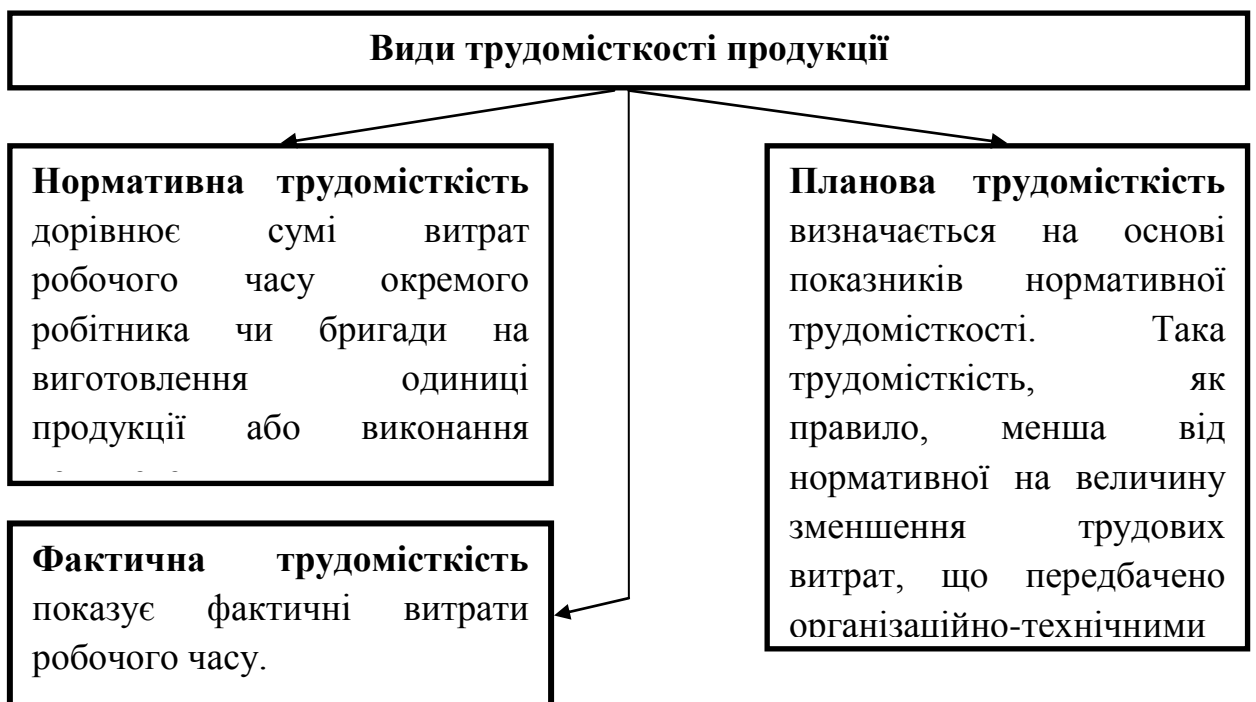 Види трудомісткості продукції
Нормативна трудомісткість
дорівнює сумі витрат
робочого часу окремого
робітника чи бригади на
виготовлення одиниці
продукції або виконання
Фактична трудомісткість
показує фактичні витрати
робочого часу.
Планова трудомісткість
визначається на основі
показників нормативної
трудомісткості. Така
трудомісткість, як
правило, менша від
нормативної на величину
зменшення трудових
витрат, що передбачено
організаційно-технічними